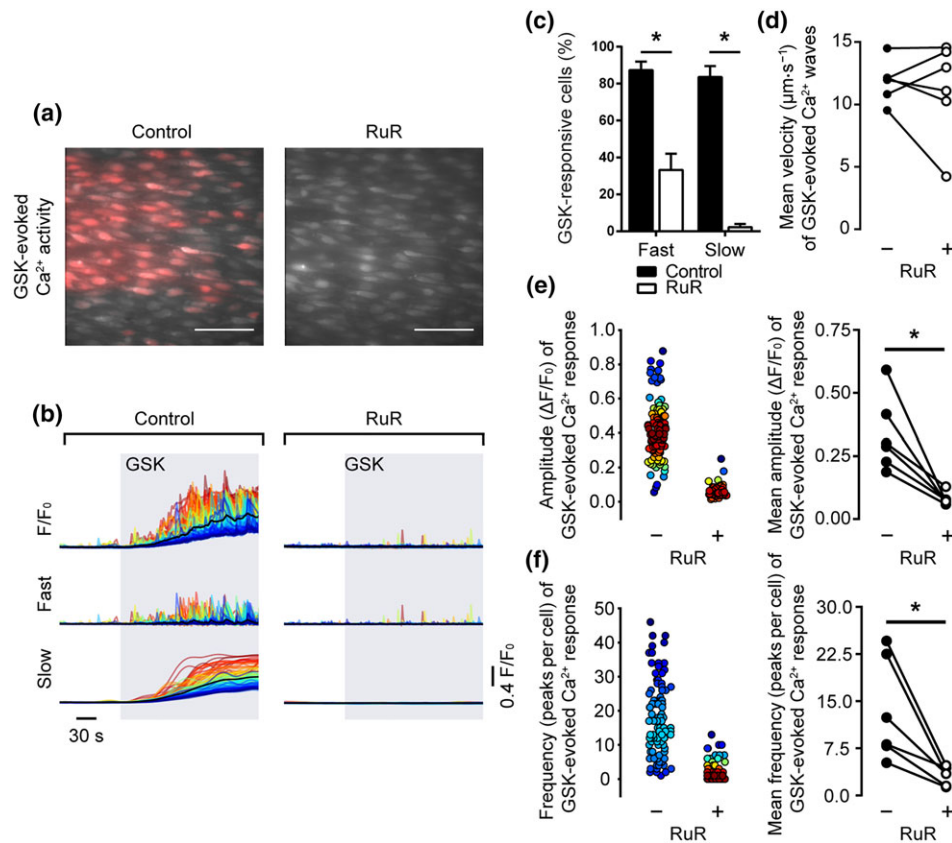 (a)
Control RuR
GSK-evoked
Ca²⁺ activity
(b)
Control RuR
GSK GSK
F/F₀
Fast
Slow
0.4 F/F₀
30 s
(c)
GSK-responsive cells (%)
100
80
60
40
20
0
* *
Fast Slow
Control
RuR
(d)
Mean velocity (µm·s⁻¹)
of GSK-evoked Ca²⁺ waves
15
10
5
0
− +
RuR
(e)
Amplitude (ΔF/F₀) of
GSK-evoked Ca²⁺ response
1.0
0.8
0.6
0.4
0.2
0.0
− +
RuR
Mean amplitude (ΔF/F₀) of
GSK-evoked Ca²⁺ response
0.75
0.50
0.25
0.00
*
− +
RuR
(f)
Frequency (peaks per cell) of
GSK-evoked Ca²⁺ response
50
40
30
20
10
0
− +
RuR
Mean frequency (peaks per cell) of
GSK-evoked Ca²⁺ response
30.0
22.5
15.0
7.5
0.0
*
− +
RuR